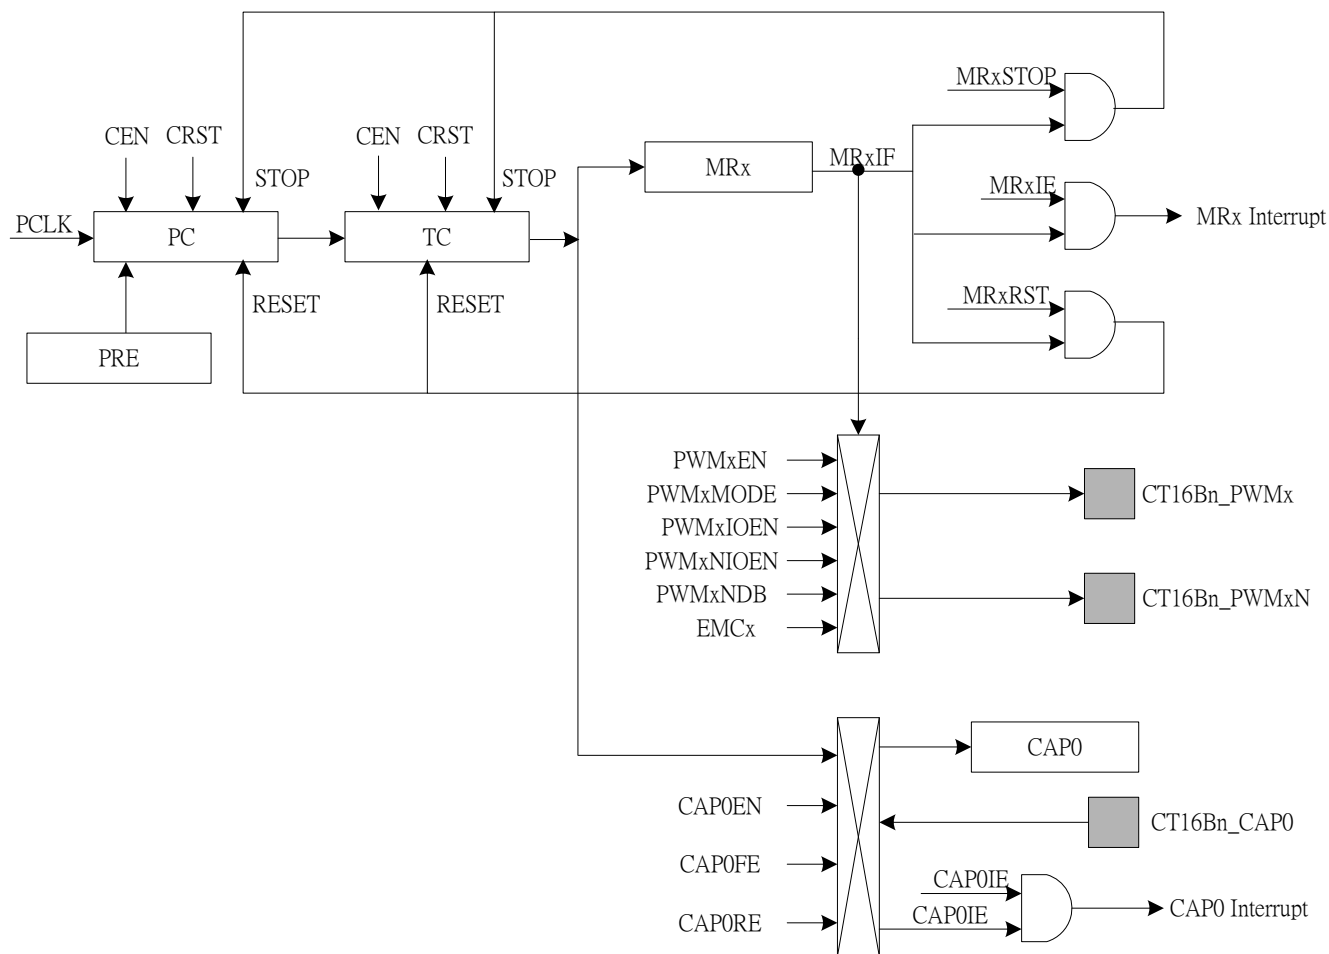 MRxSTOP
CEN
CRST
CEN
CRST
MRxIF
MRx
STOP
STOP
MRxIE
PCLK
PC
TC
MRx Interrupt
RESET
RESET
MRxRST
PRE
PWMxEN
PWMxMODE
CT16Bn_PWMx
PWMxIOEN
PWMxNIOEN
PWMxNDB
CT16Bn_PWMxN
EMCx
CAP0
CAP0EN
CT16Bn_CAP0
CAP0FE
CAP0IE
CAP0IE
CAP0 Interrupt
CAP0RE